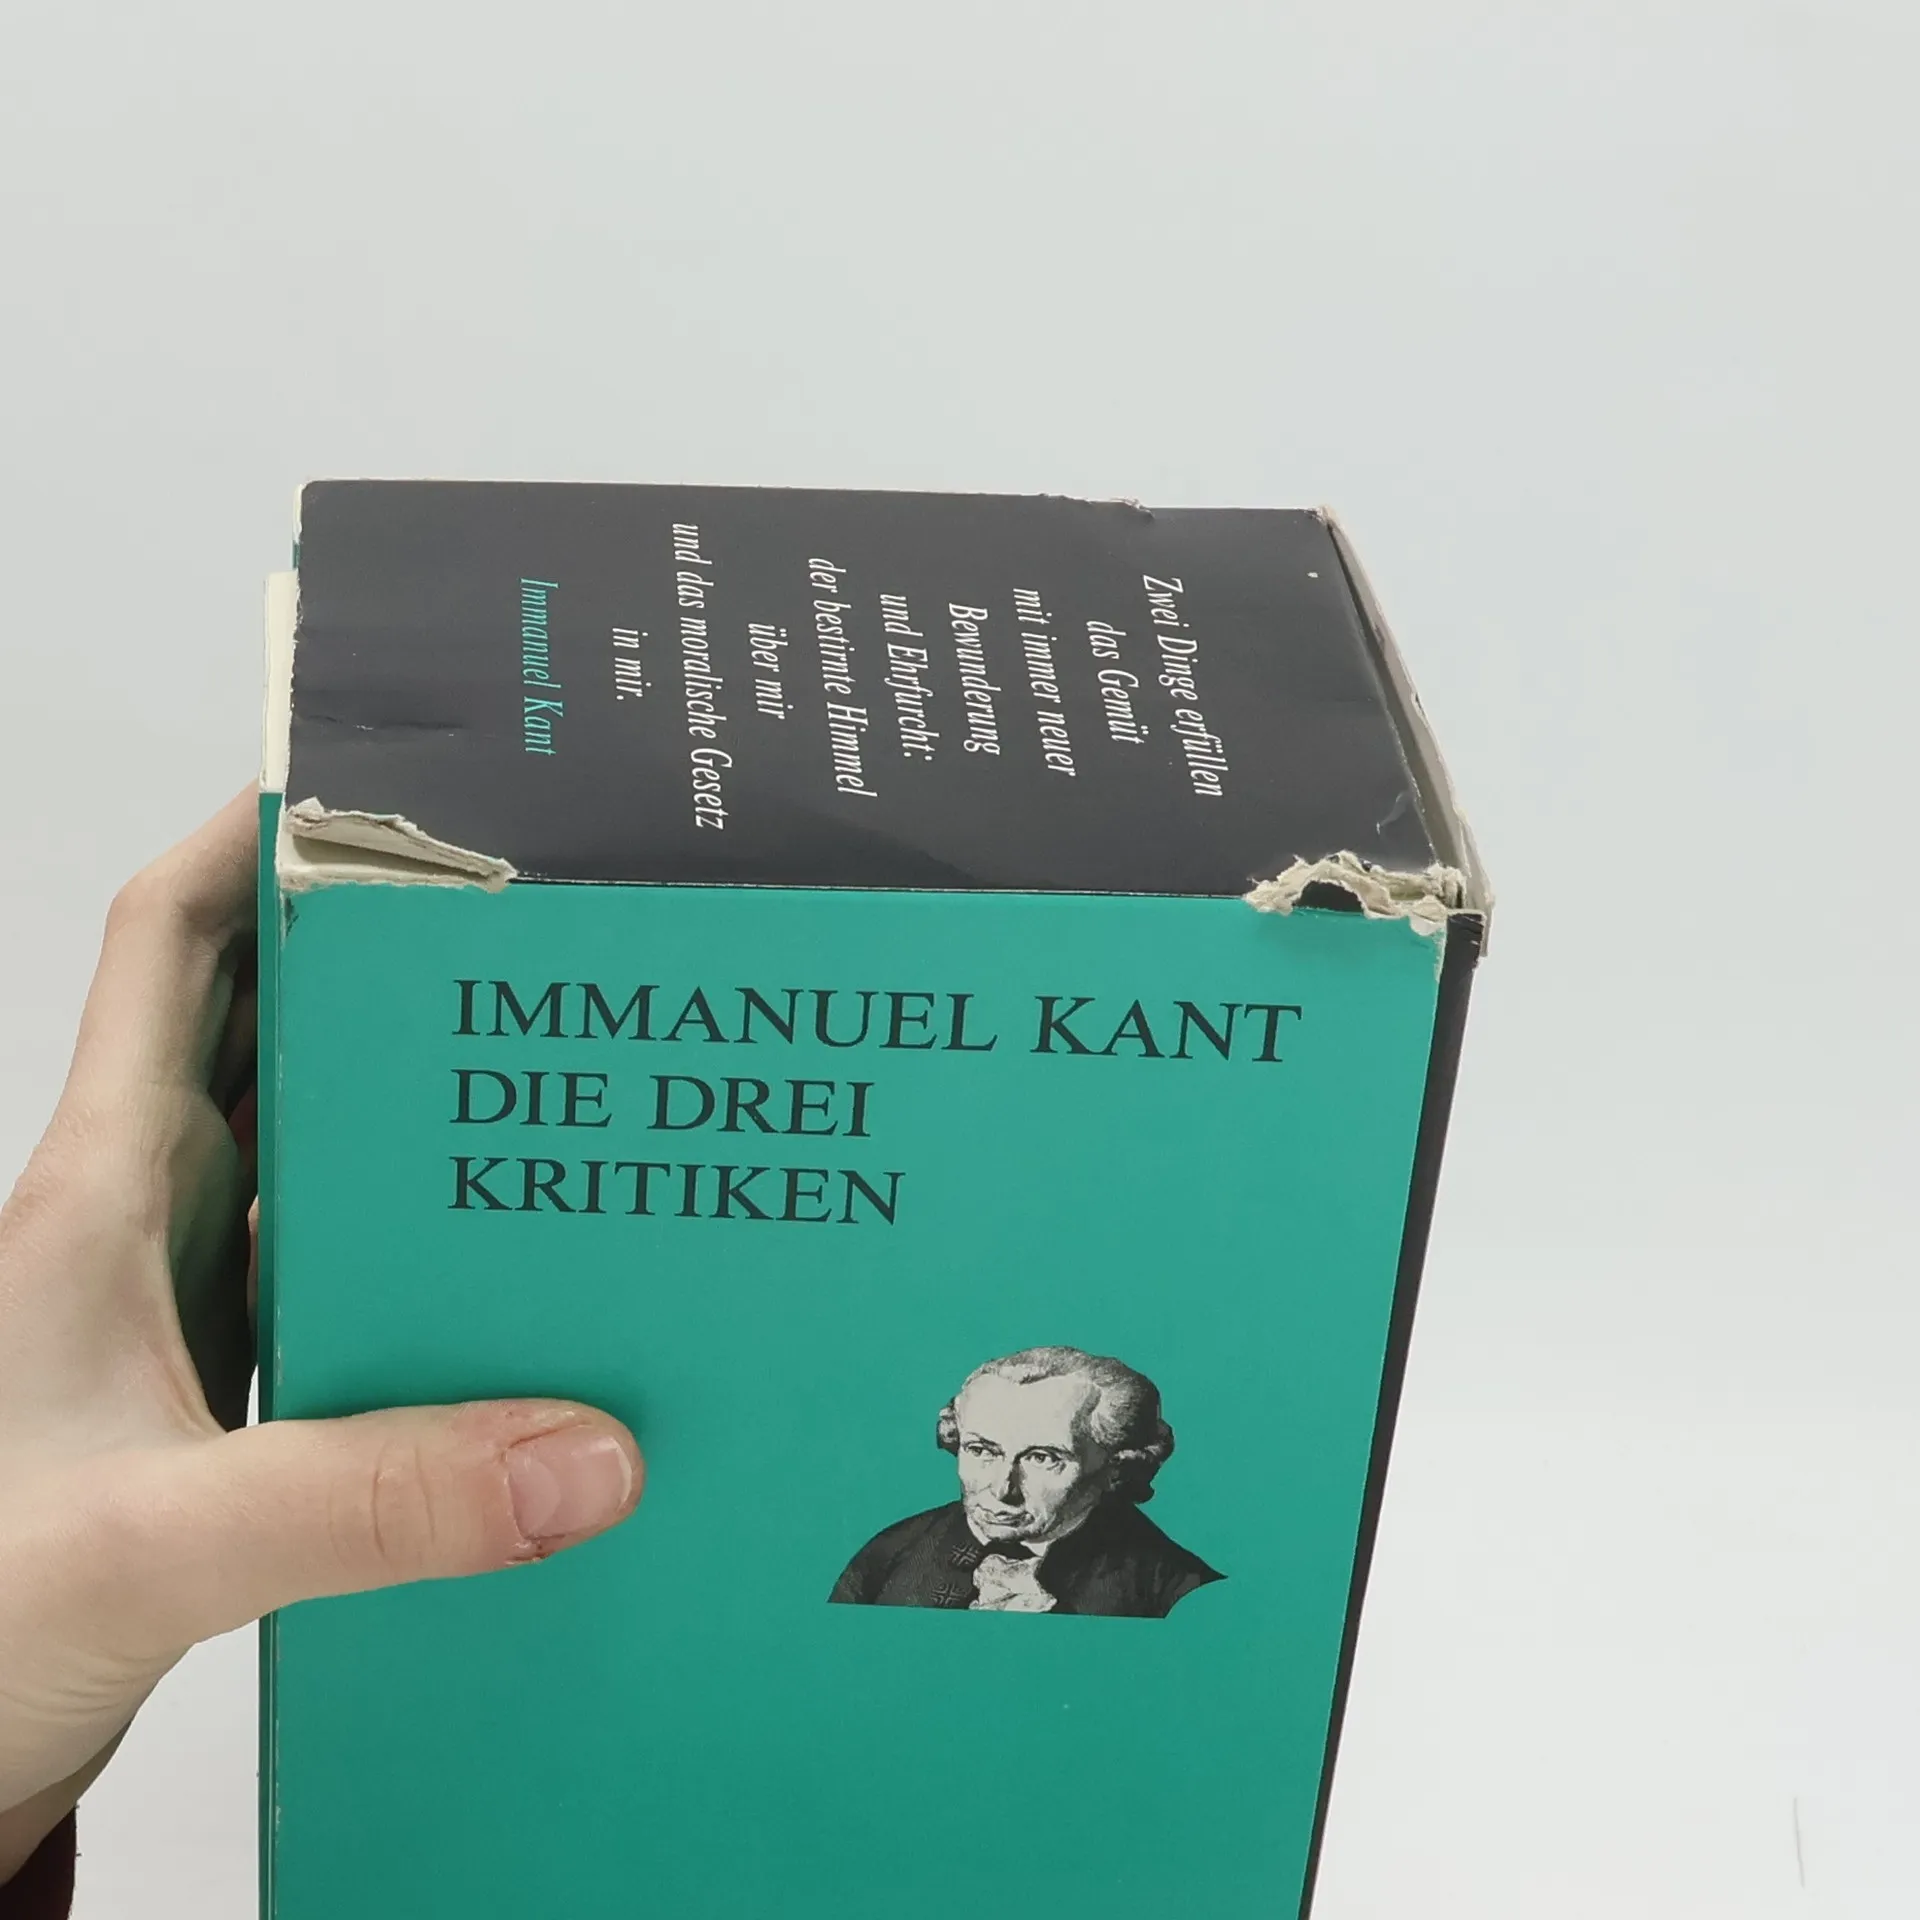 Zwei Dinge erfüllen
das Gemüt
mit immer neuer
Bewunderung
und Ehrfurcht:
der bestirnte Himmel
über mir
und das moralische Gesetz
in mir.
Immanuel Kant
IMMANUEL KANT
DIE DREI
KRITIKEN